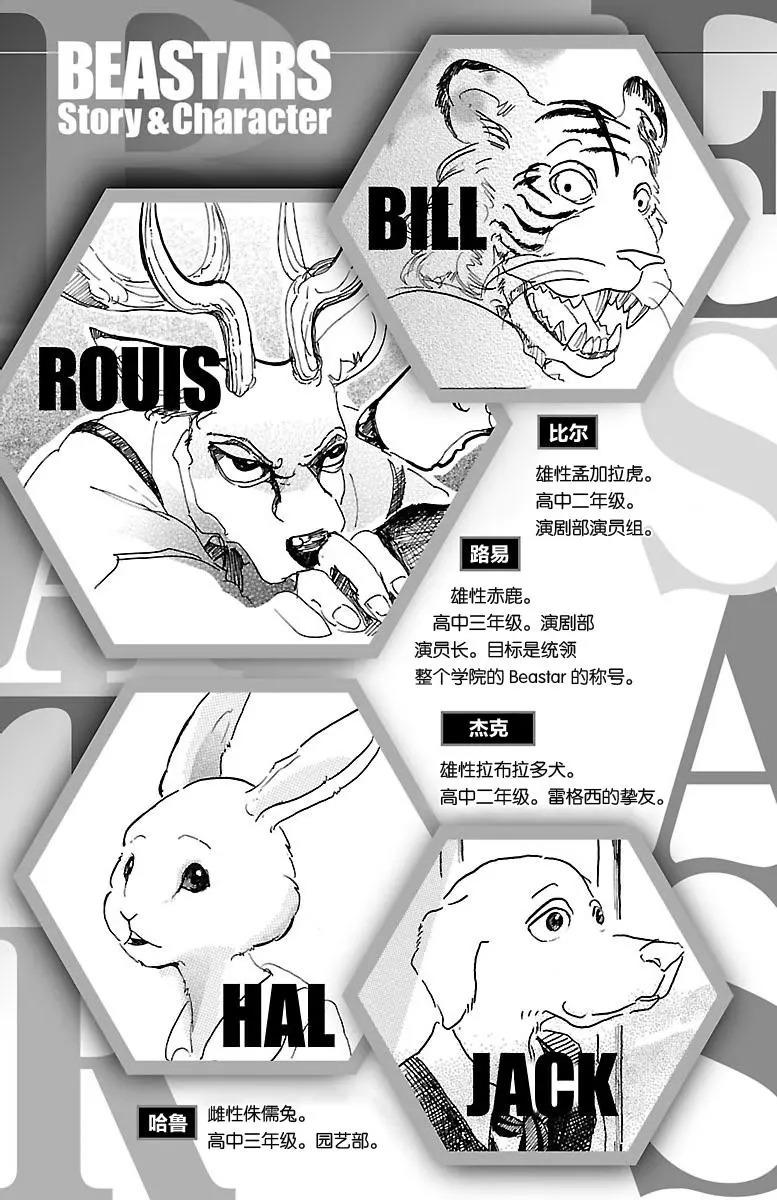 BEASTARS
Story & Character
BILL
ROUIS
比尔
雄性孟加拉虎。
高中二年级。
演剧部演员组。
路易
雄性赤鹿。
高中三年级。演剧部
演员长。目标是统领
整个学院的 Beastar 的称号。
杰克
雄性拉布拉多犬。
高中二年级。雷格西的挚友。
HAL
JACK
哈鲁
雌性侏儒兔。
高中三年级。园艺部。